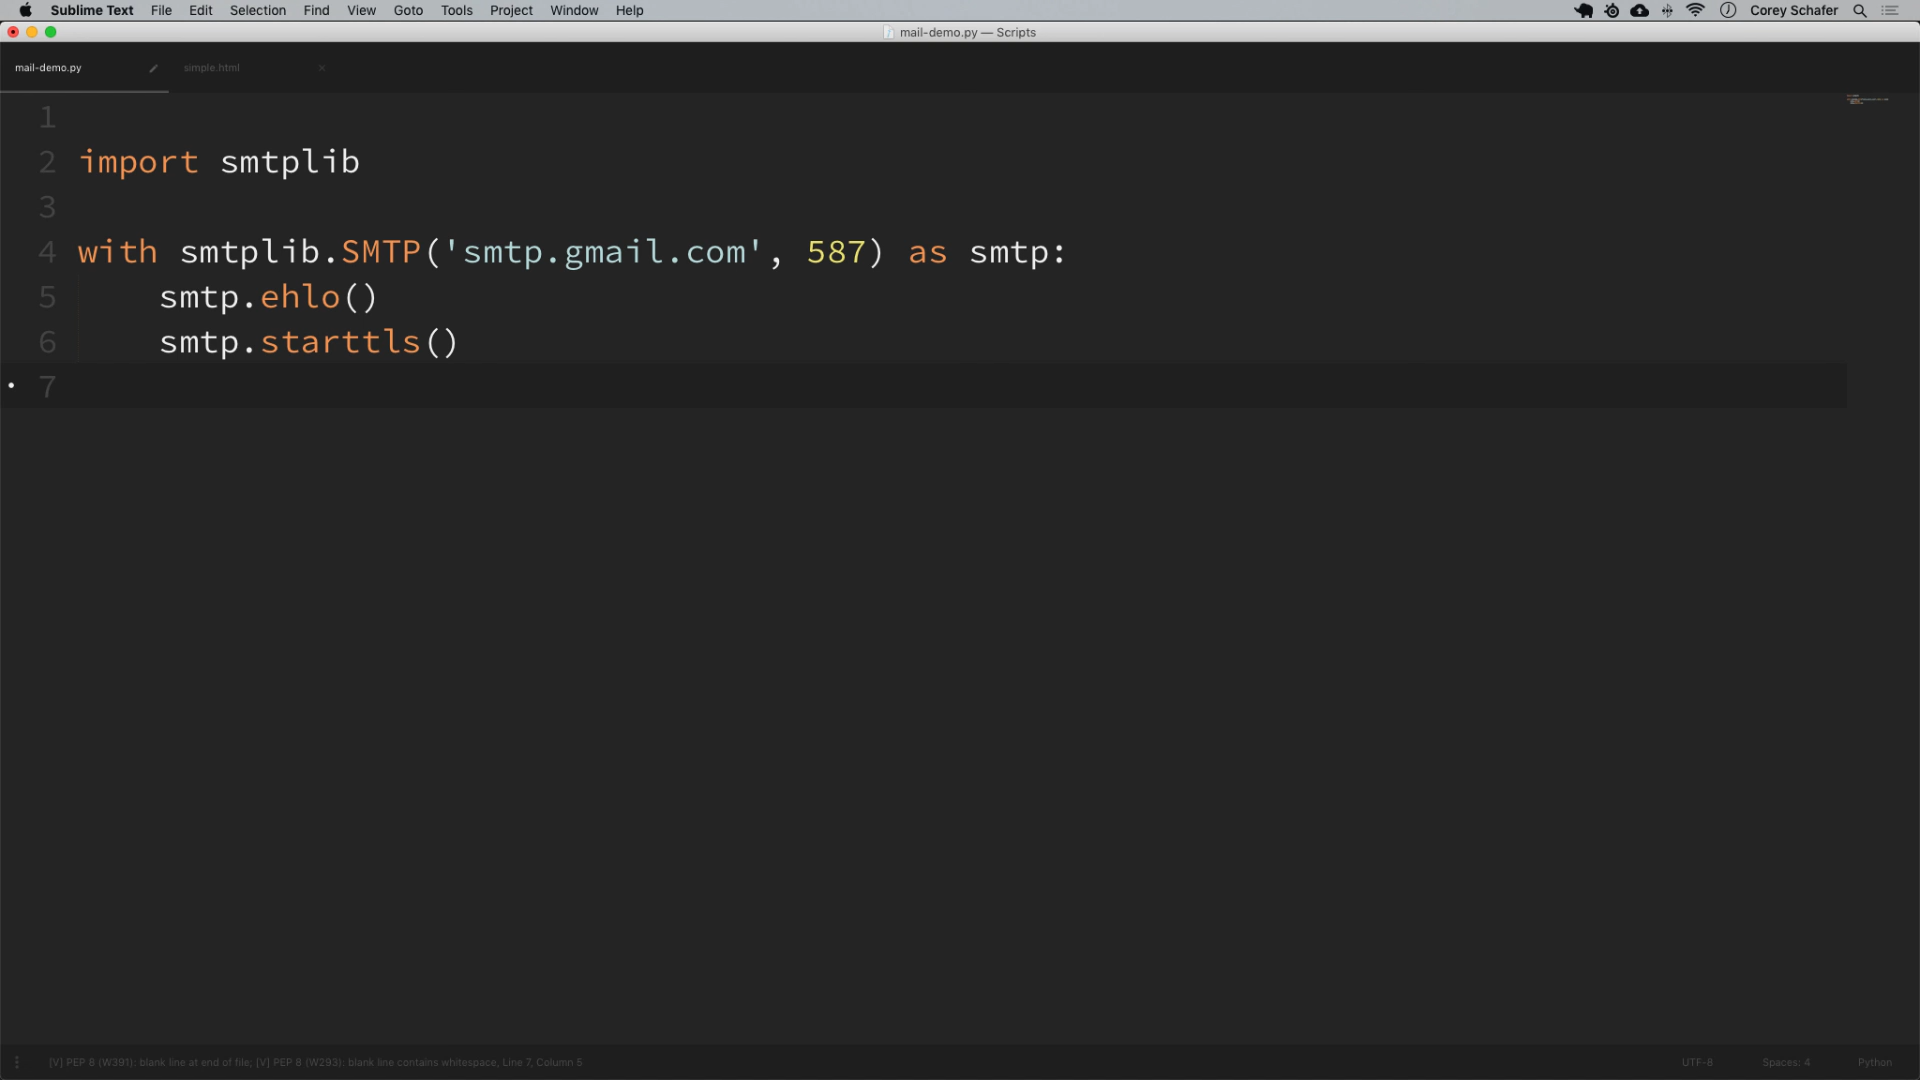 Sublime Text File Edit Selection Find View Goto Tools Project Window Help Corey Schafer
mail-demo.py — Scripts
mail-demo.py simple.html
1
2 import smtplib
3
4 with smtplib.SMTP('smtp.gmail.com', 587) as smtp:
5 smtp.ehlo()
6 smtp.starttls()
7
[V] PEP 8 (W391): blank line at end of file; [V] PEP 8 (W293): blank line contains whitespace, Line 7, Column 5 UTF-8 Spaces: 4 Python